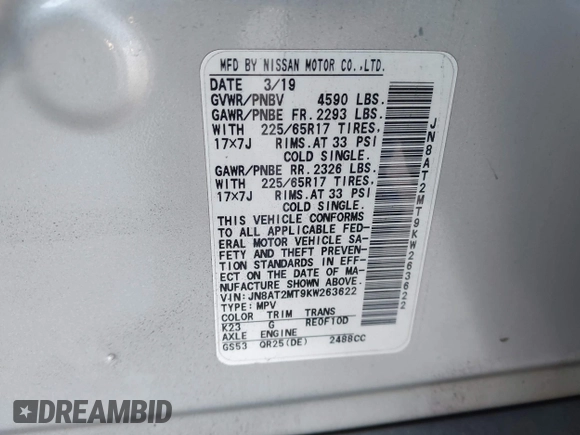 MFD BY NISSAN MOTOR CO.,LTD.
DATE 3/19
GVWR/PNBV 4590 LBS.
GAWR/PNBE FR. 2293 LBS.
WITH 225/65R17 TIRES.
17×7J RIMS. AT 33 PSI
COLD SINGLE.
GAWR/PNBE RR. 2326 LBS.
WITH 225/65R17 TIRES.
17×7J RIMS. AT 33 PSI
COLD SINGLE.
THIS VEHICLE CONFORMS
TO ALL APPLICABLE FED-
ERAL MOTOR VEHICLE SA-
FETY AND THEFT PREVEN-
TION STANDARDS IN EFF-
ECT ON THE DATE OF MA-
NUFACTURE SHOWN ABOVE.
VIN: JN8AT2MT9KW263622
TYPE: MPV
COLOR TRIM TRANS
K23 G RE0F10D
AXLE ENGINE
GS53 QR25(DE) 2488CC
JN8AT2MT9KW263622
DREAMBID